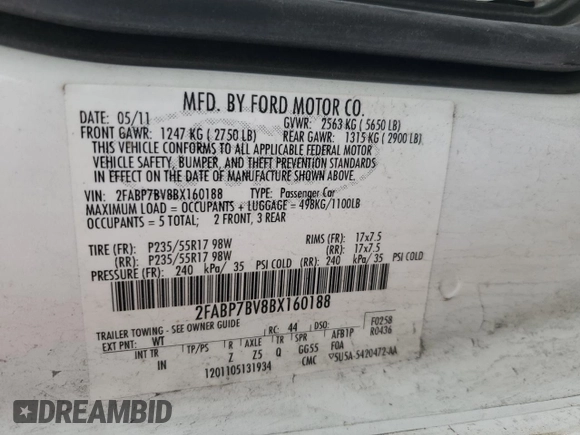 MFD. BY FORD MOTOR CO.
DATE: 05/11 GVWR: 2563 KG ( 5650 LB)
FRONT GAWR: 1247 KG ( 2750 LB) REAR GAWR: 1315 KG ( 2900 LB)
THIS VEHICLE CONFORMS TO ALL APPLICABLE FEDERAL MOTOR
VEHICLE SAFETY, BUMPER, AND THEFT PREVENTION STANDARDS
IN EFFECT ON THE DATE OF MANUFACTURE SHOWN ABOVE.
VIN: 2FABP7BV8BX160188 TYPE: Passenger Car
MAXIMUM LOAD = OCCUPANTS + LUGGAGE = 498KG/1100LB
OCCUPANTS = 5 TOTAL; 2 FRONT, 3 REAR
TIRE (FR): P235/55R17 98W RIMS (FR): 17x7.5
(RR): P235/55R17 98W (RR): 17x7.5
PRESSURE (FR): 240 kPa/ 35 PSI COLD (RR): 240 kPa/ 35 PSI COLD
2FABP7BV8BX160188
TRAILER TOWING - SEE OWNER GUIDE RC: 44 DSO: F0258
EXT PNT: WT AFB1P R0436
INT TR TP/PS R AXLE TR SPR F0A
IN Z Z5 Q GG55 CMC 5U5A-5420472-AA
1201105131934
AUTOBIDMASTER
DREAMBID